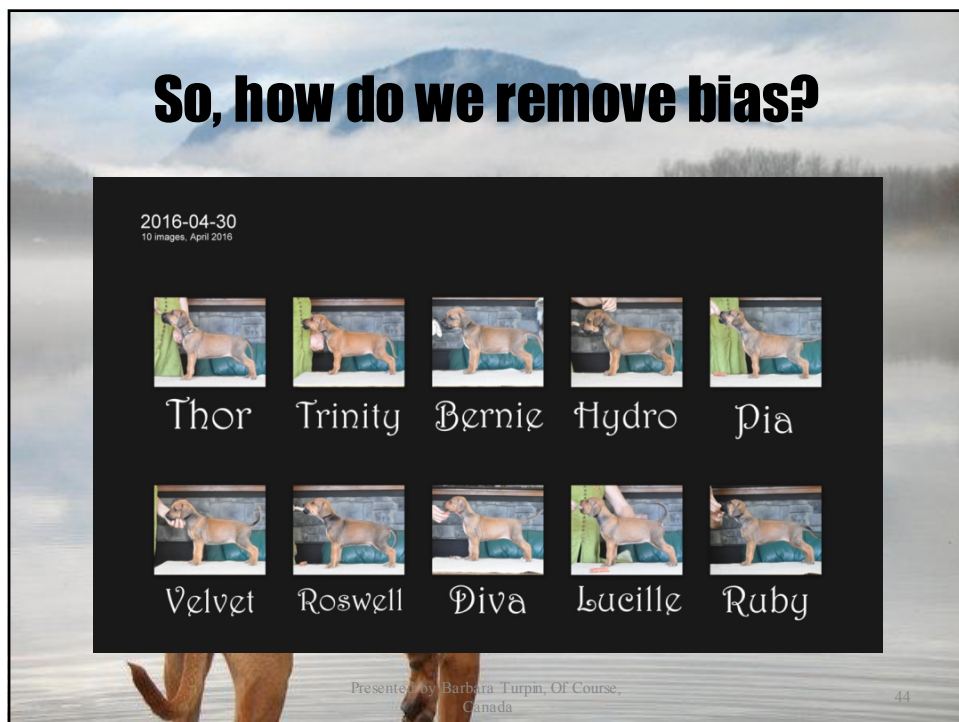 So, how do we remove bias?
2016-04-30
10 images, April 2016
Thor Trinity Bernie Hydro Pia
Velvet Roswell Diva Lucille Ruby
Presented by Barbara Turpin, Of Course,
Canada
44